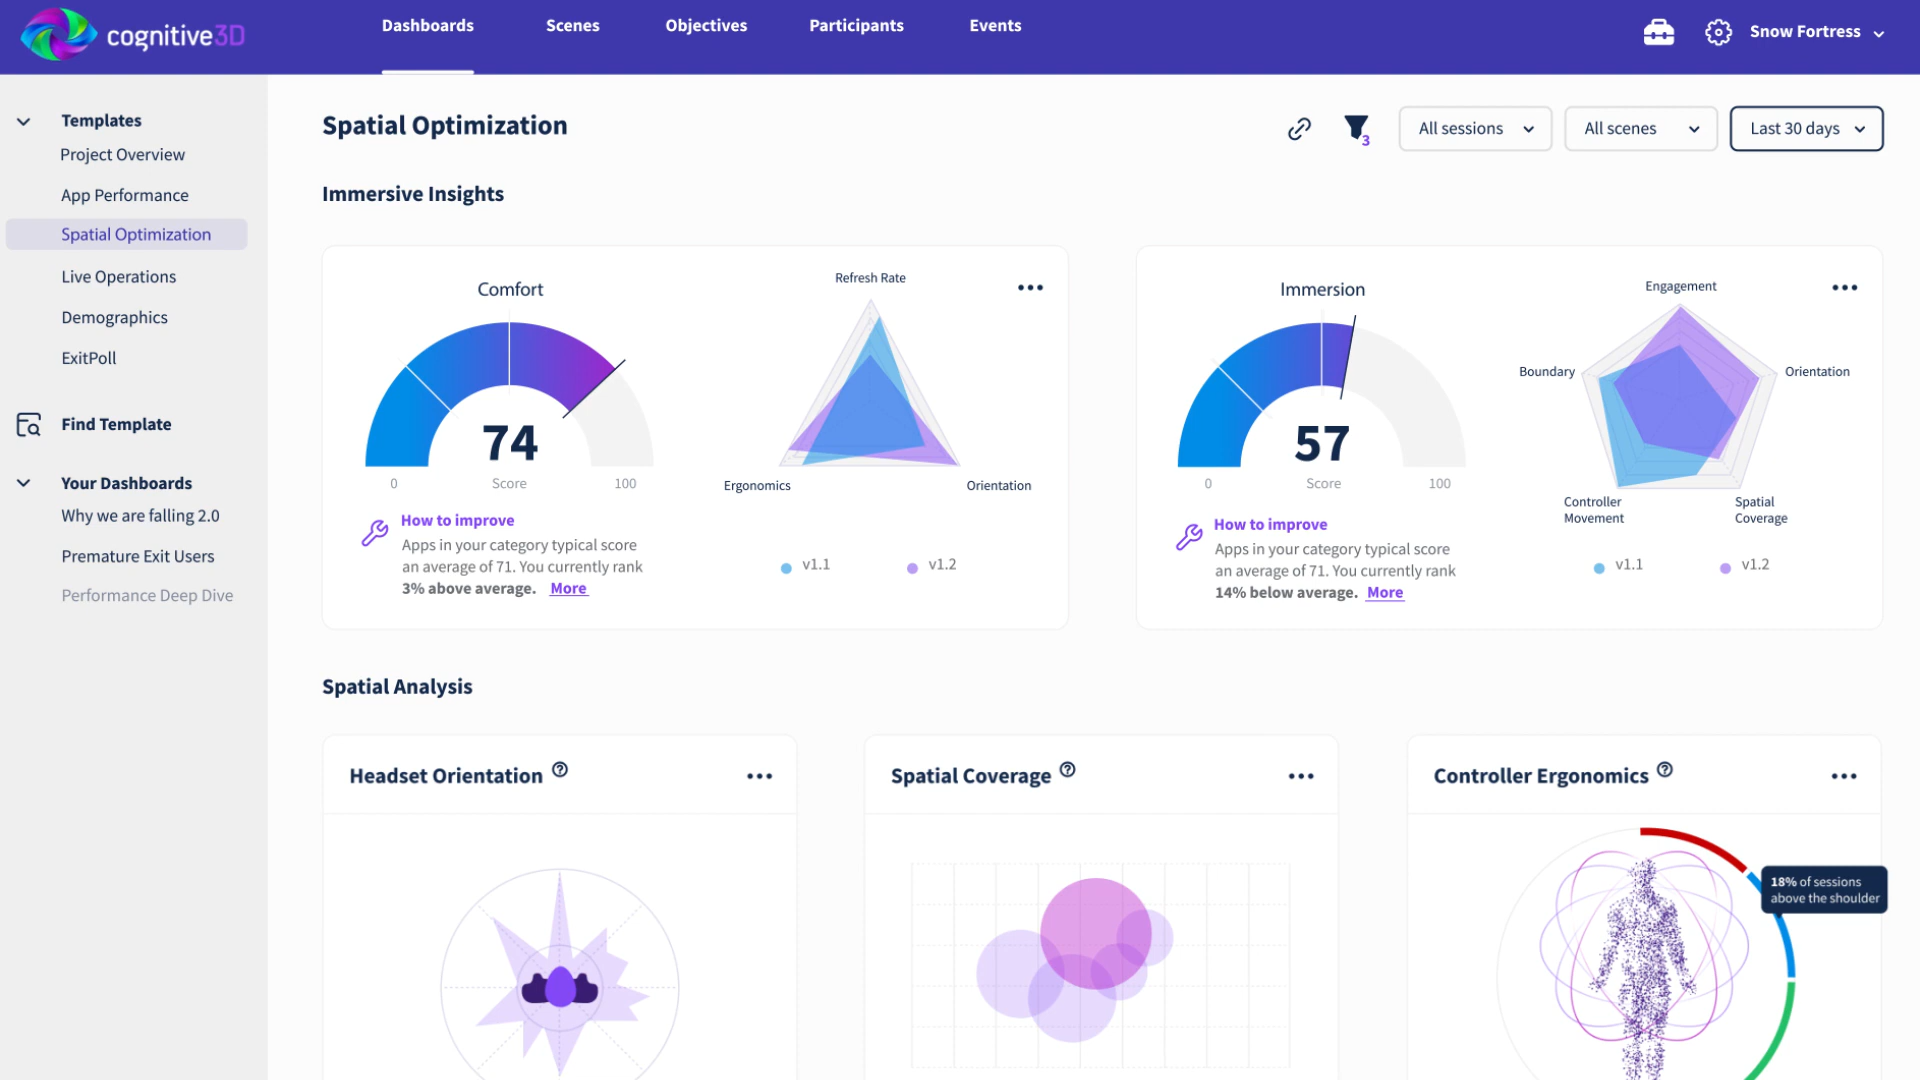 cognitive3D
Dashboards
Scenes
Objectives
Participants
Events
Snow Fortress
Templates
Project Overview
App Performance
Spatial Optimization
Live Operations
Demographics
ExitPoll
Find Template
Your Dashboards
Why we are falling 2.0
Premature Exit Users
Performance Deep Dive
Spatial Optimization
3
All sessions
All scenes
Last 30 days
Immersive Insights
Comfort
74
0
Score
100
How to improve
Apps in your category typical score
an average of 71. You currently rank
3% above average. More
Refresh Rate
Ergonomics
Orientation
v1.1
v1.2
Immersion
57
0
Score
100
How to improve
Apps in your category typical score
an average of 71. You currently rank
14% below average. More
Engagement
Boundary
Orientation
Controller
Movement
Spatial
Coverage
v1.1
v1.2
Spatial Analysis
Headset Orientation
Spatial Coverage
Controller Ergonomics
18% of sessions
above the shoulder